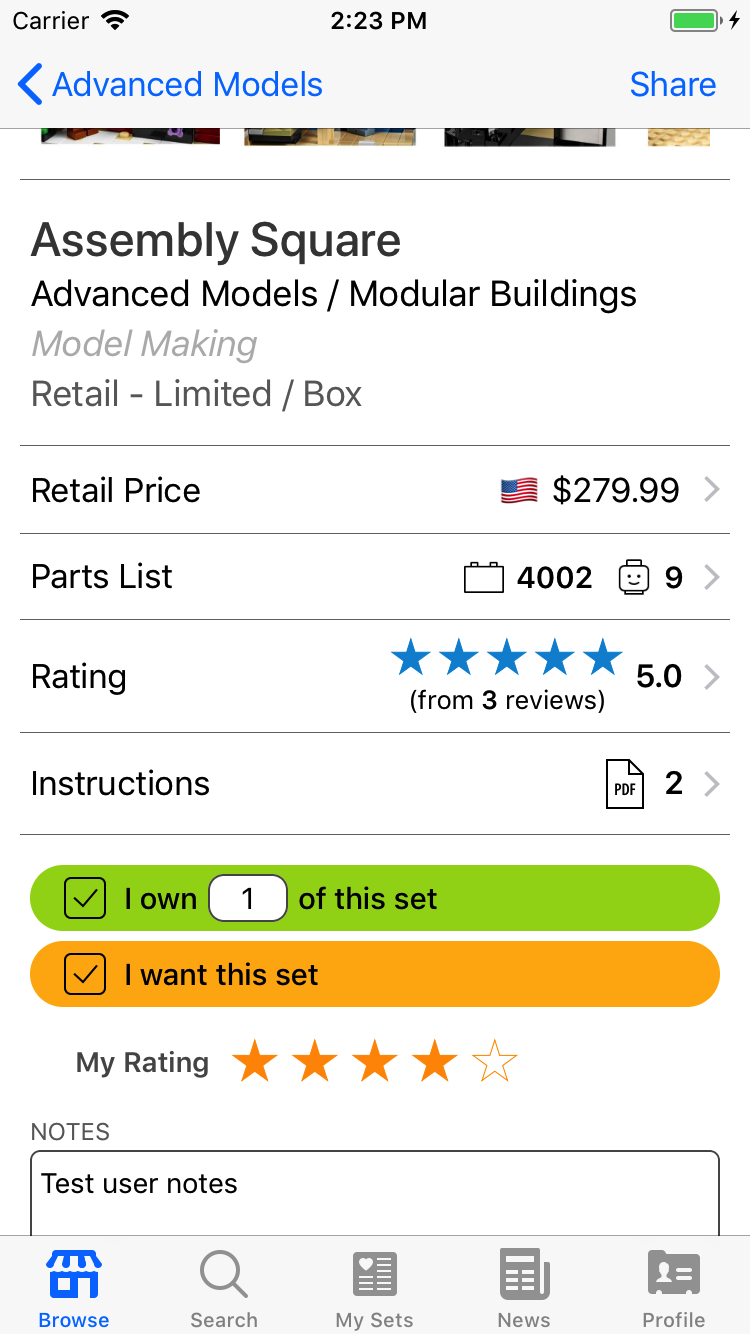 Carrier 2:23 PM
Advanced Models Share
Assembly Square
Advanced Models / Modular Buildings
Model Making
Retail - Limited / Box
Retail Price $279.99
Parts List 4002 9
Rating 5.0
(from 3 reviews)
Instructions PDF 2
I own 1 of this set
I want this set
My Rating
NOTES
Test user notes
Browse Search My Sets News Profile